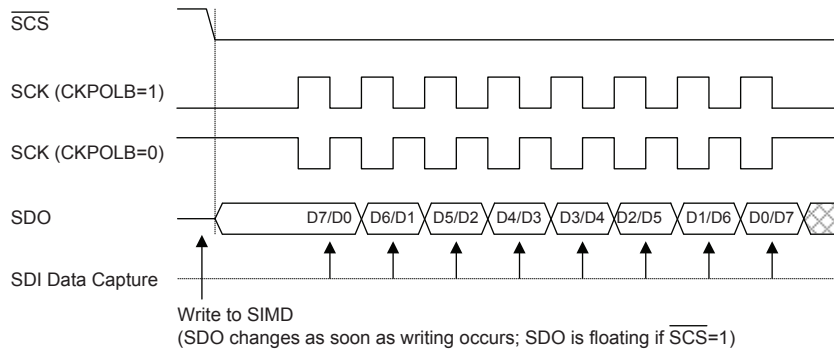 SCS
SCK (CKPOLB=1)
SCK (CKPOLB=0)
SDO D7/D0 D6/D1 D5/D2 D4/D3 D3/D4 D2/D5 D1/D6 D0/D7
SDI Data Capture
Write to SIMD
(SDO changes as soon as writing occurs; SDO is floating if SCS=1)